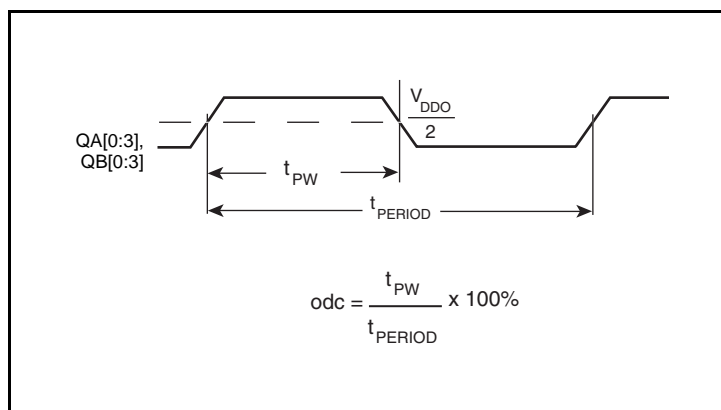 V_DDO
2
QA[0:3],
QB[0:3]
t_PW
t_PERIOD
odc = t_PW / t_PERIOD x 100%